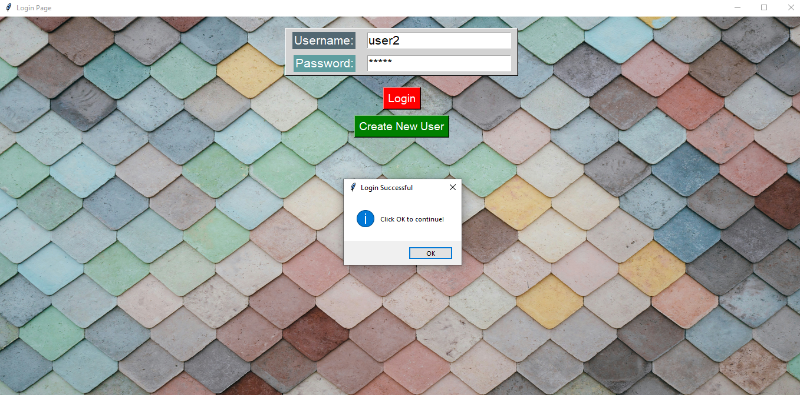 Login Page
Username: user2
Password: *****
Login
Create New User
Login Successful
Click OK to continue!
OK